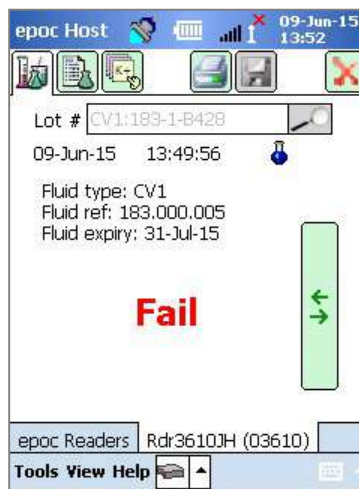 epoc Host
09-Jun-15
13:52
Lot # CV1:183-1-B428
09-Jun-15 13:49:56
Fluid type: CV1
Fluid ref: 183.000.005
Fluid expiry: 31-Jul-15
Fail
epoc Readers Rdr3610JH (03610)
Tools View Help